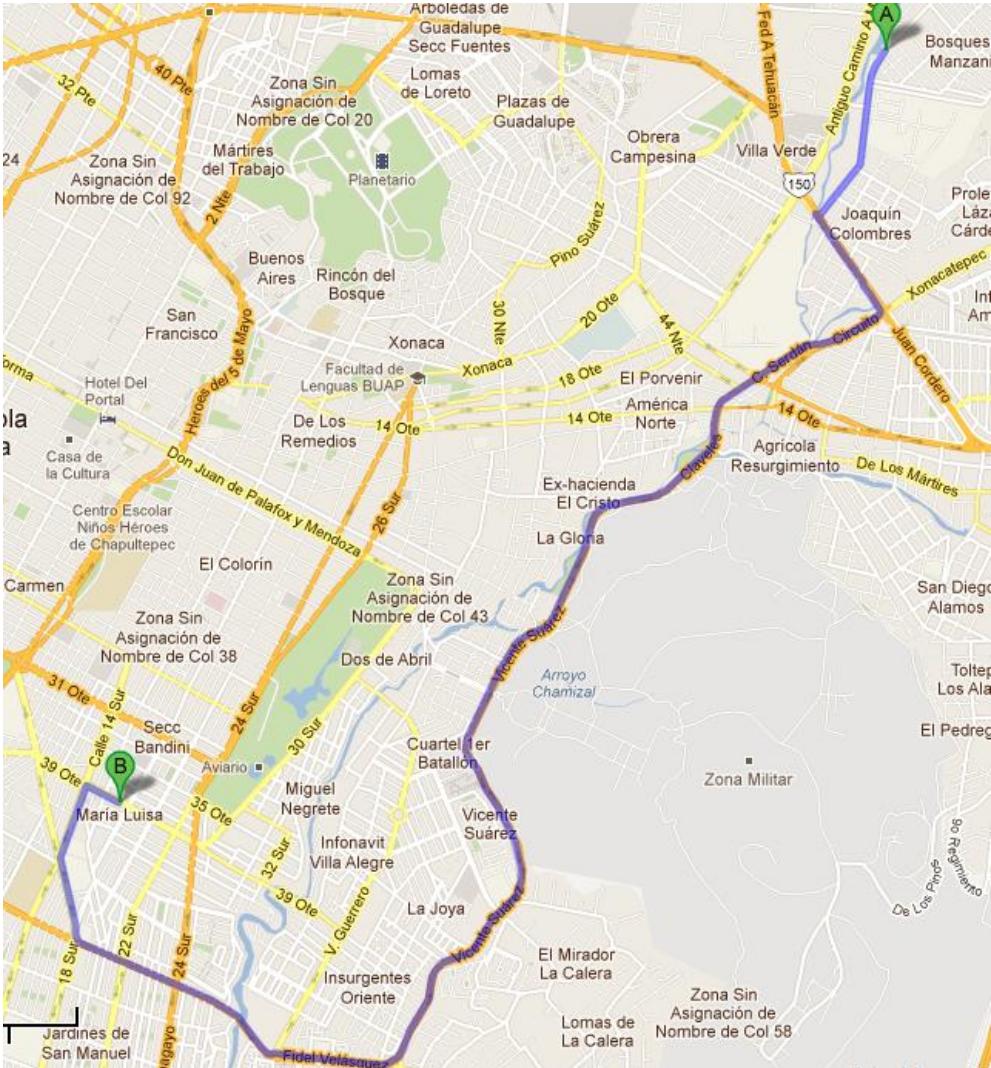 Arboledas de
Guadalupe
Secc Fuentes
A
Bosques
Manzani
Fed A Tehuacán
Antiguo Camino A
40 Pte
32 Pte
Zona Sin
Asignación de
Nombre de Col 20
Lomas
de Loreto
Plazas de
Guadalupe
Obrera
Campesina
Villa Verde
150
24
Zona Sin
Asignación de
Nombre de Col 92
Mártires
del Trabajo
Planetario
2 Nte
Joaquín
Colombres
Prole
Láza
Cárde
Pino Suárez
Buenos
Aires
Rincón del
Bosque
Xonacatepec
Inf
Am
San
Francisco
30 Nte
20 Ote
44 Nte
Circuito
Juan Cordero
Heroes del 5 de Mayo
Xonaca
Facultad de
Lenguas BUAP
Xonaca
C. Serdán
18 Ote
El Porvenir
forma
Hotel Del
Portal
América
Norte
14 Ote
De Los
Remedios
14 Ote
ola
a
Casa de
la Cultura
Agrícola
Resurgimiento
De Los Mártires
Claveles
Don Juan de Palafox y Mendoza
26 Sur
Ex-hacienda
El Cristo
Centro Escolar
Niños Héroes
de Chapultepec
La Gloria
El Colorín
Carmen
Zona Sin
Asignación de
Nombre de Col 43
San Diego
Alamos
Zona Sin
Asignación de
Nombre de Col 38
Vicente Suárez
Dos de Abril
Arroyo
Chamizal
Toltep
Los Ala
31 Ote
24 Sur
Calle 14 Sur
Secc
Bandini
30 Sur
El Pedreg
Cuartel 1er
Batallón
39 Ote
B
Aviario
Zona Militar
Miguel
Negrete
María Luisa
35 Ote
Vicente
Suárez
32 Sur
Infonavit
Villa Alegre
9o Regimiento
De Los Pinos
39 Ote
La Joya
V. Guerrero
Vicente Suárez
18 Sur
22 Sur
24 Sur
El Mirador
La Calera
Insurgentes
Oriente
Zona Sin
Asignación de
Nombre de Col 58
Lomas de
La Calera
Jardines de
San Manuel
Fidel Velásquez